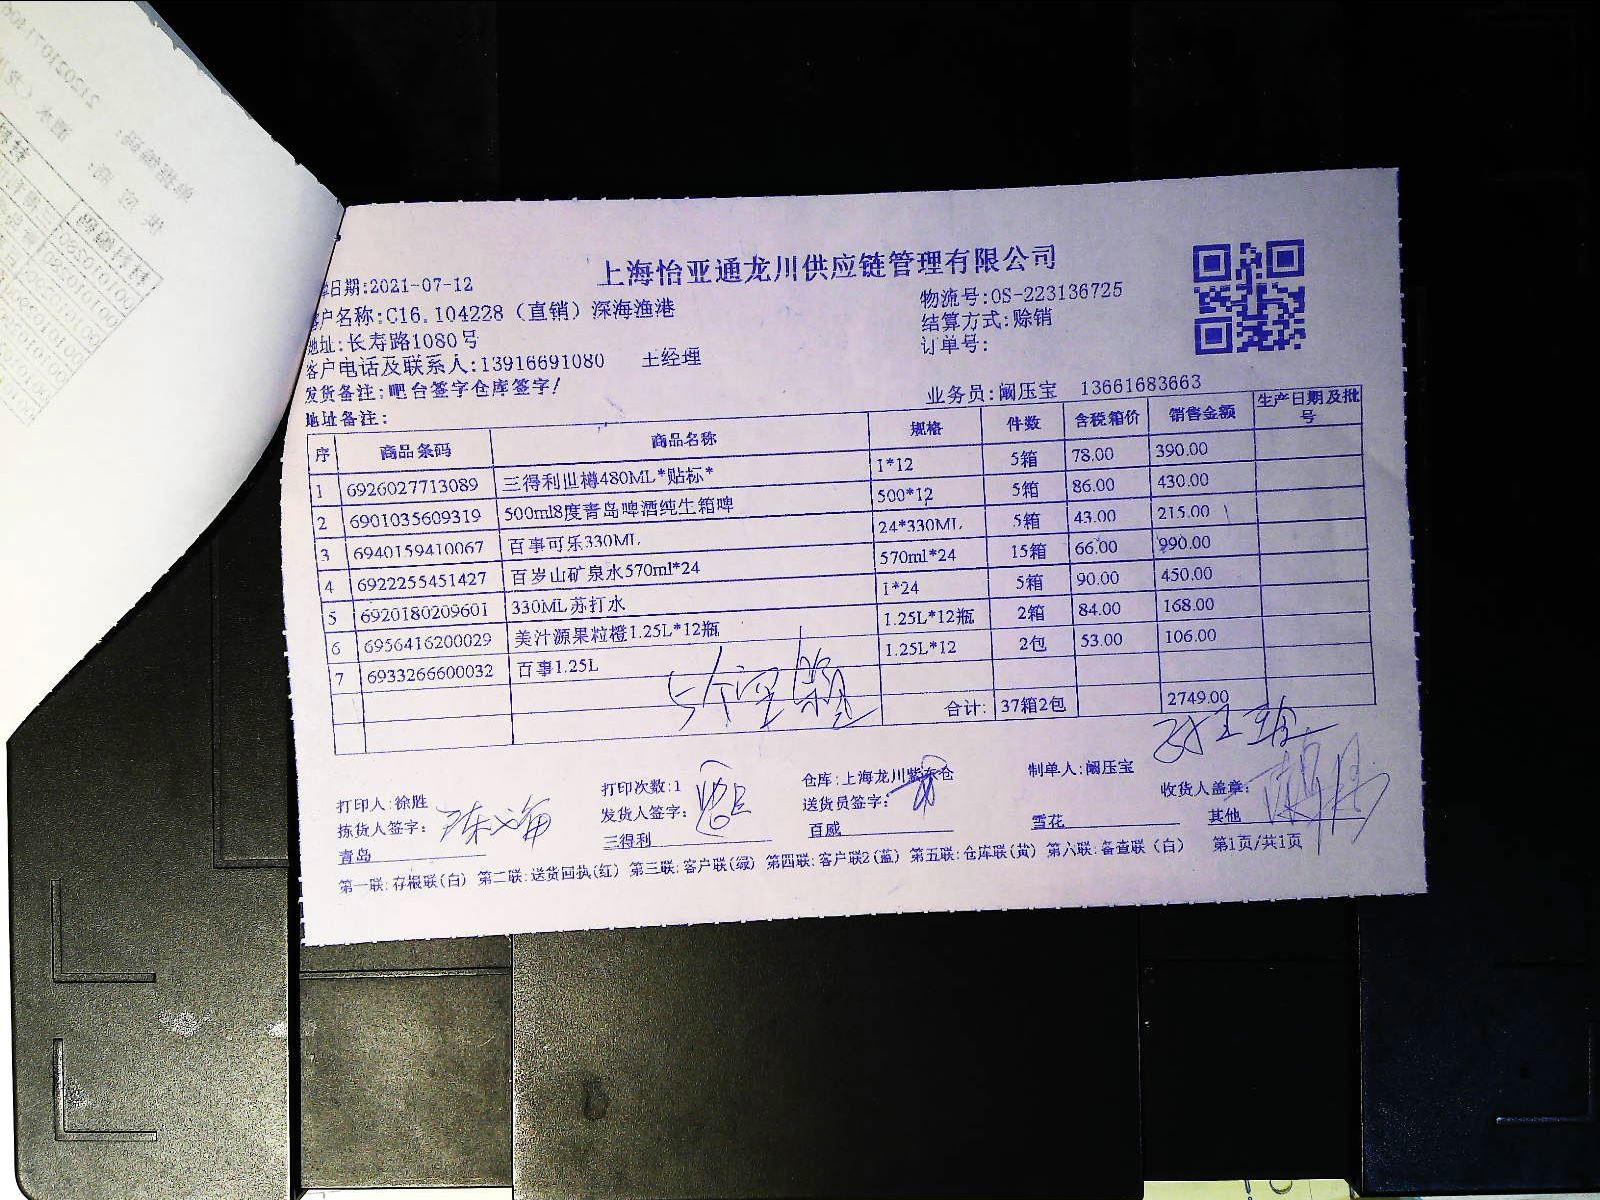 上海怡亚通龙川供应链管理有限公司
日期:2021-07-12
物流号:OS-223136725
户名称:C16.104228（直销）深海渔港
结算方式:赊销
地址:长寿路1080号
订单号:
客户电话及联系人:13916691080 王经理
发货备注:吧台签字仓库签字!
业务员:阚压宝 13661683663
地址备注:
序 商品条码 商品名称 规格 件数 含税箱价 销售金额 生产日期及批号
1 6926027713089 三得利世樽480ML*贴标* 1*12 5箱 78.00 390.00
2 6901035609319 500ml8度青岛啤酒纯生箱啤 500*12 5箱 86.00 430.00
3 6940159410067 百事可乐330ML 24*330ML 5箱 43.00 215.00
4 6922255451427 百岁山矿泉水570ml*24 570ml*24 15箱 66.00 990.00
5 6920180209601 330ML苏打水 1*24 5箱 90.00 450.00
6 6956416200029 美汁源果粒橙1.25L*12瓶 1.25L*12瓶 2箱 84.00 168.00
7 6933266600032 百事1.25L 1.25L*12 2包 53.00 106.00
合计: 37箱2包 2749.00
打印人:徐胜 打印次数:1 仓库:上海龙川 制单人:阚压宝 收货人盖章:
拣货人签字: 发货人签字: 送货员签字:
青岛 三得利 百威 雪花 其他
第一联:存根联(白) 第二联:送货回执(红) 第三联:客户联(绿) 第四联:客户联2(蓝) 第五联:仓库联(黄) 第六联:备查联(白) 第1页/共1页